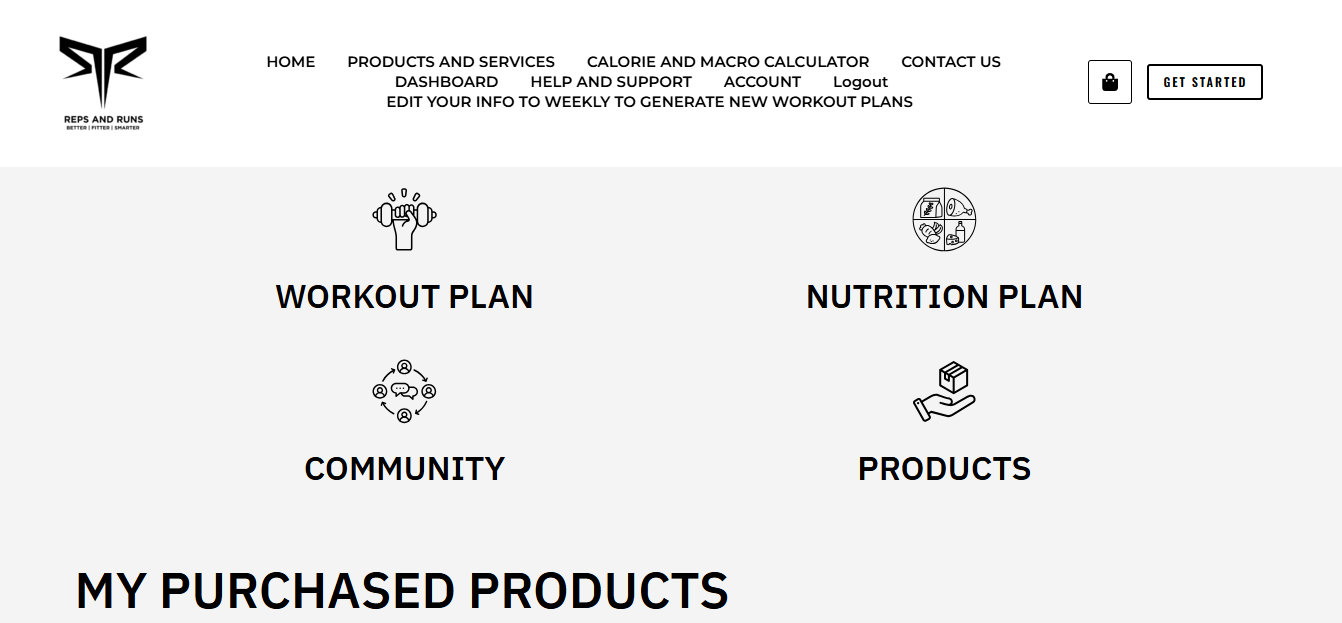 REPS AND RUNS
BETTER | FITTER | SMARTER
HOME PRODUCTS AND SERVICES CALORIE AND MACRO CALCULATOR CONTACT US
DASHBOARD HELP AND SUPPORT ACCOUNT Logout
EDIT YOUR INFO TO WEEKLY TO GENERATE NEW WORKOUT PLANS
GET STARTED
WORKOUT PLAN
NUTRITION PLAN
COMMUNITY
PRODUCTS
MY PURCHASED PRODUCTS